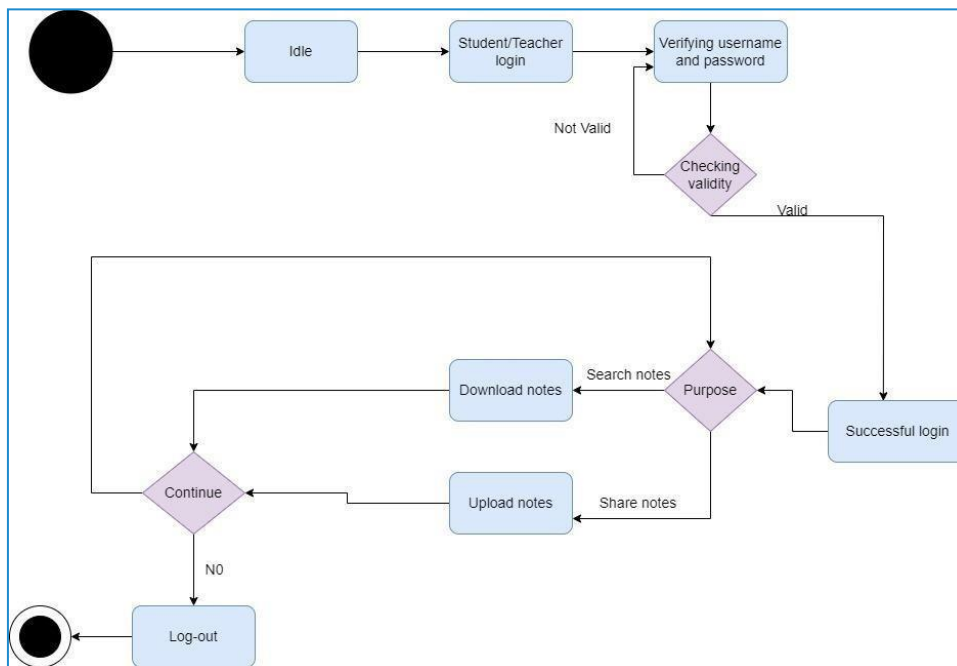 Idle
Student/Teacher
login
Verifying username
and password
Not Valid
Checking
validity
Valid
Search notes
Download notes
Purpose
Successful login
Continue
Upload notes
Share notes
N0
Log-out